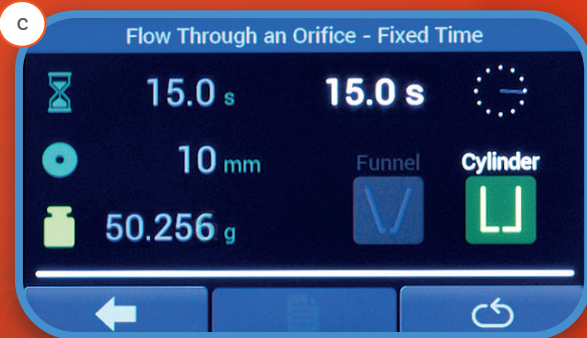 C
Flow Through an Orifice - Fixed Time
15.0 s 15.0 s
10 mm
Funnel Cylinder
50.256 g